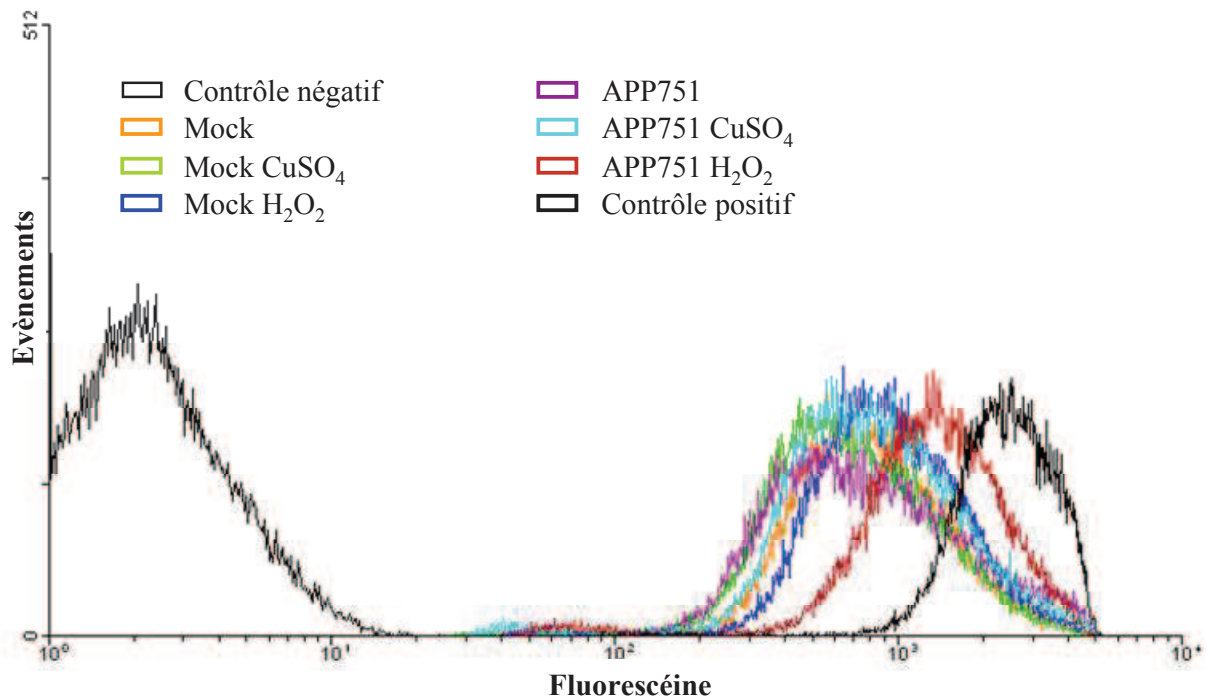 512
Contrôle négatif
Mock
Mock CuSO₄
Mock H₂O₂
APP751
APP751 CuSO₄
APP751 H₂O₂
Contrôle positif
Evènements
0
10⁰ 10¹ 10² 10³ 10⁴
Fluorescéine